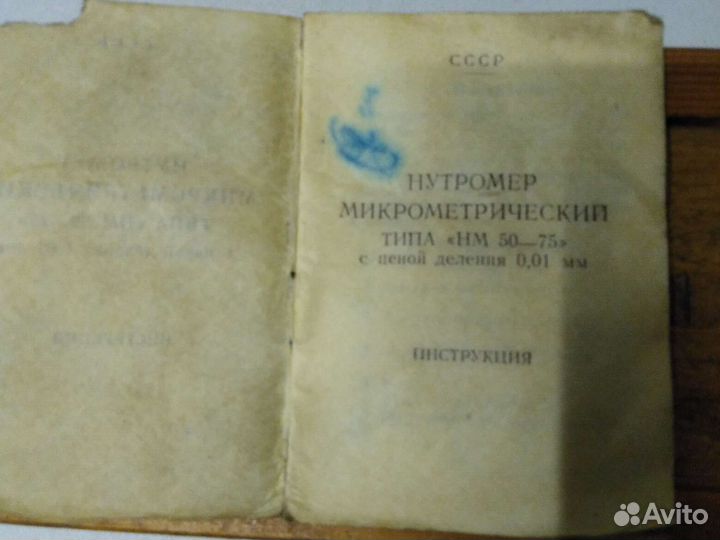 СССР
НУТРОМЕР
МИКРОМЕТРИЧЕСКИЙ
ТИПА «НМ 50—75»
с ценой деления 0,01 мм
ИНСТРУКЦИЯ
Avito